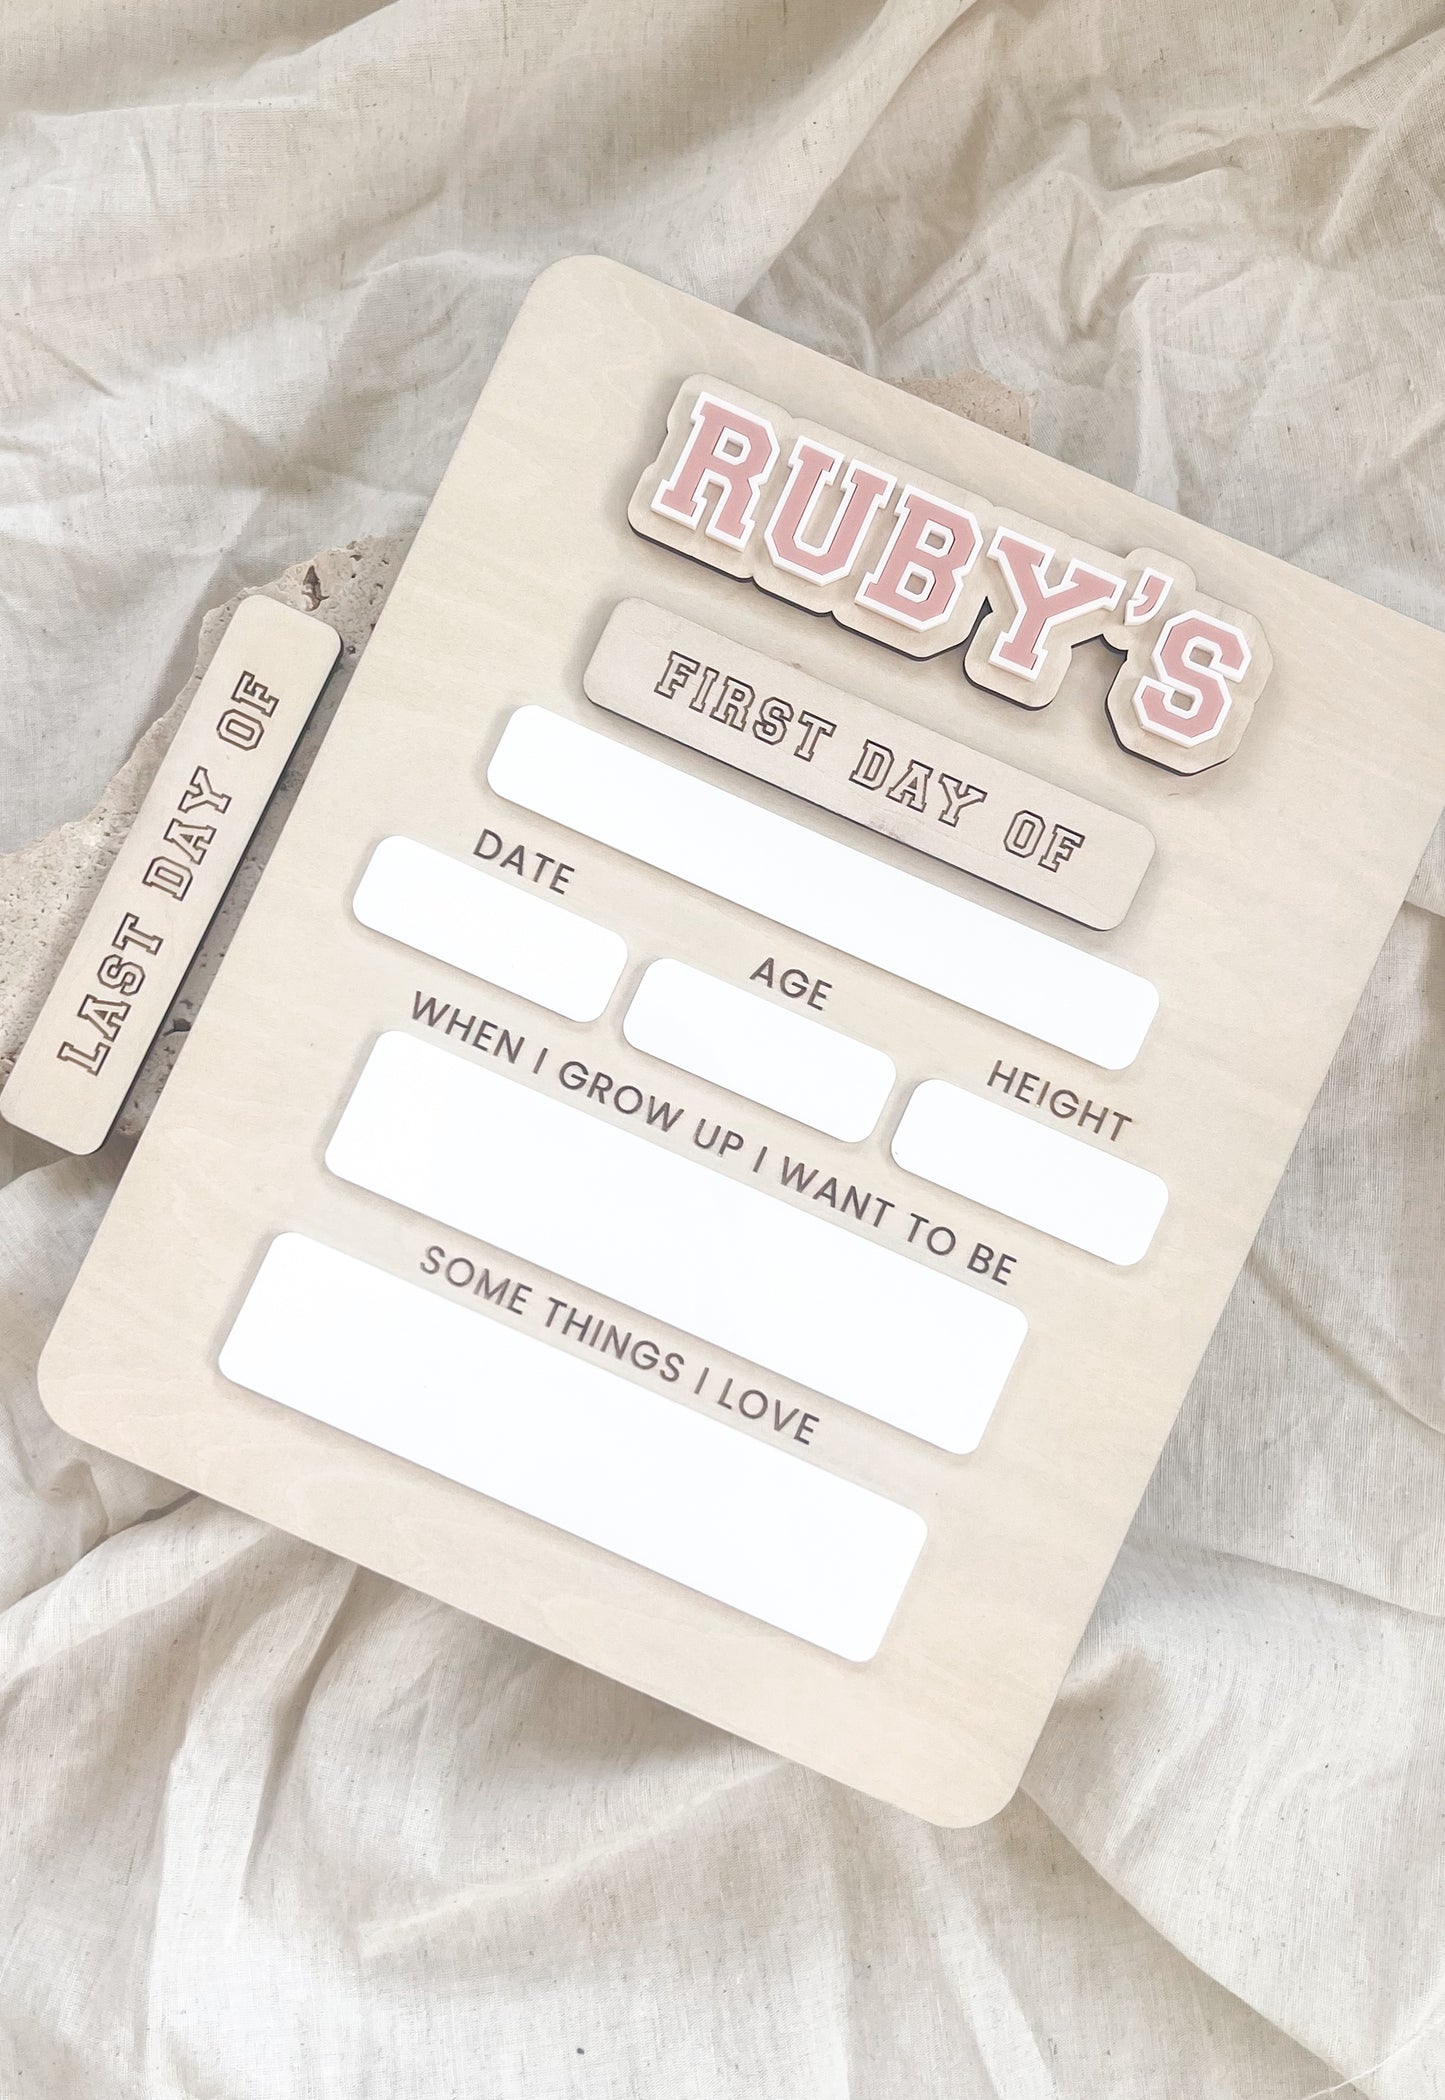 RUBY'S
FIRST DAY OF
DATE
AGE
HEIGHT
WHEN I GROW UP I WANT TO BE
SOME THINGS I LOVE
LAST DAY OF